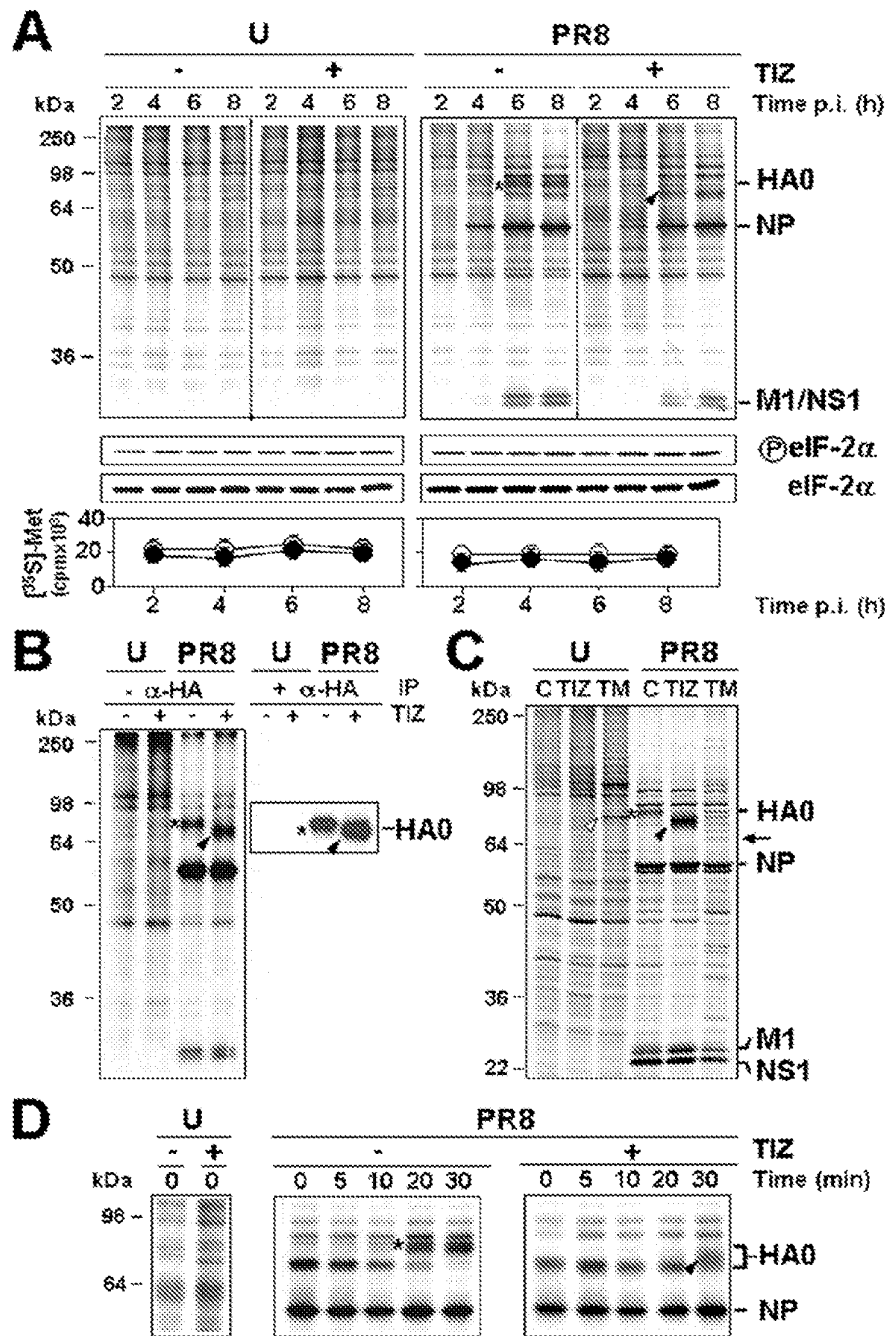 A
U PR8
- + - + TIZ
kDa 2 4 6 8 2 4 6 8 2 4 6 8 2 4 6 8 Time p.i. (h)
250
98
64
50
36
* HA0
NP
M1/NS1
P eIF-2α
eIF-2α
[35S]-Met
(cpmx10³)
40
20
0
2 4 6 8 2 4 6 8 Time p.i. (h)
B
U PR8 U PR8
- α-HA + α-HA IP
kDa - + - + - + - + TIZ
250
98
64
50
36
* * -HA0
C
U PR8
kDa C TIZ TM C TIZ TM
250
98
64
50
36
22
HA0
NP
M1
NS1
D
U PR8
- + - + TIZ
kDa 0 0 0 5 10 20 30 0 5 10 20 30 Time (min)
98
64
* HA0
NP